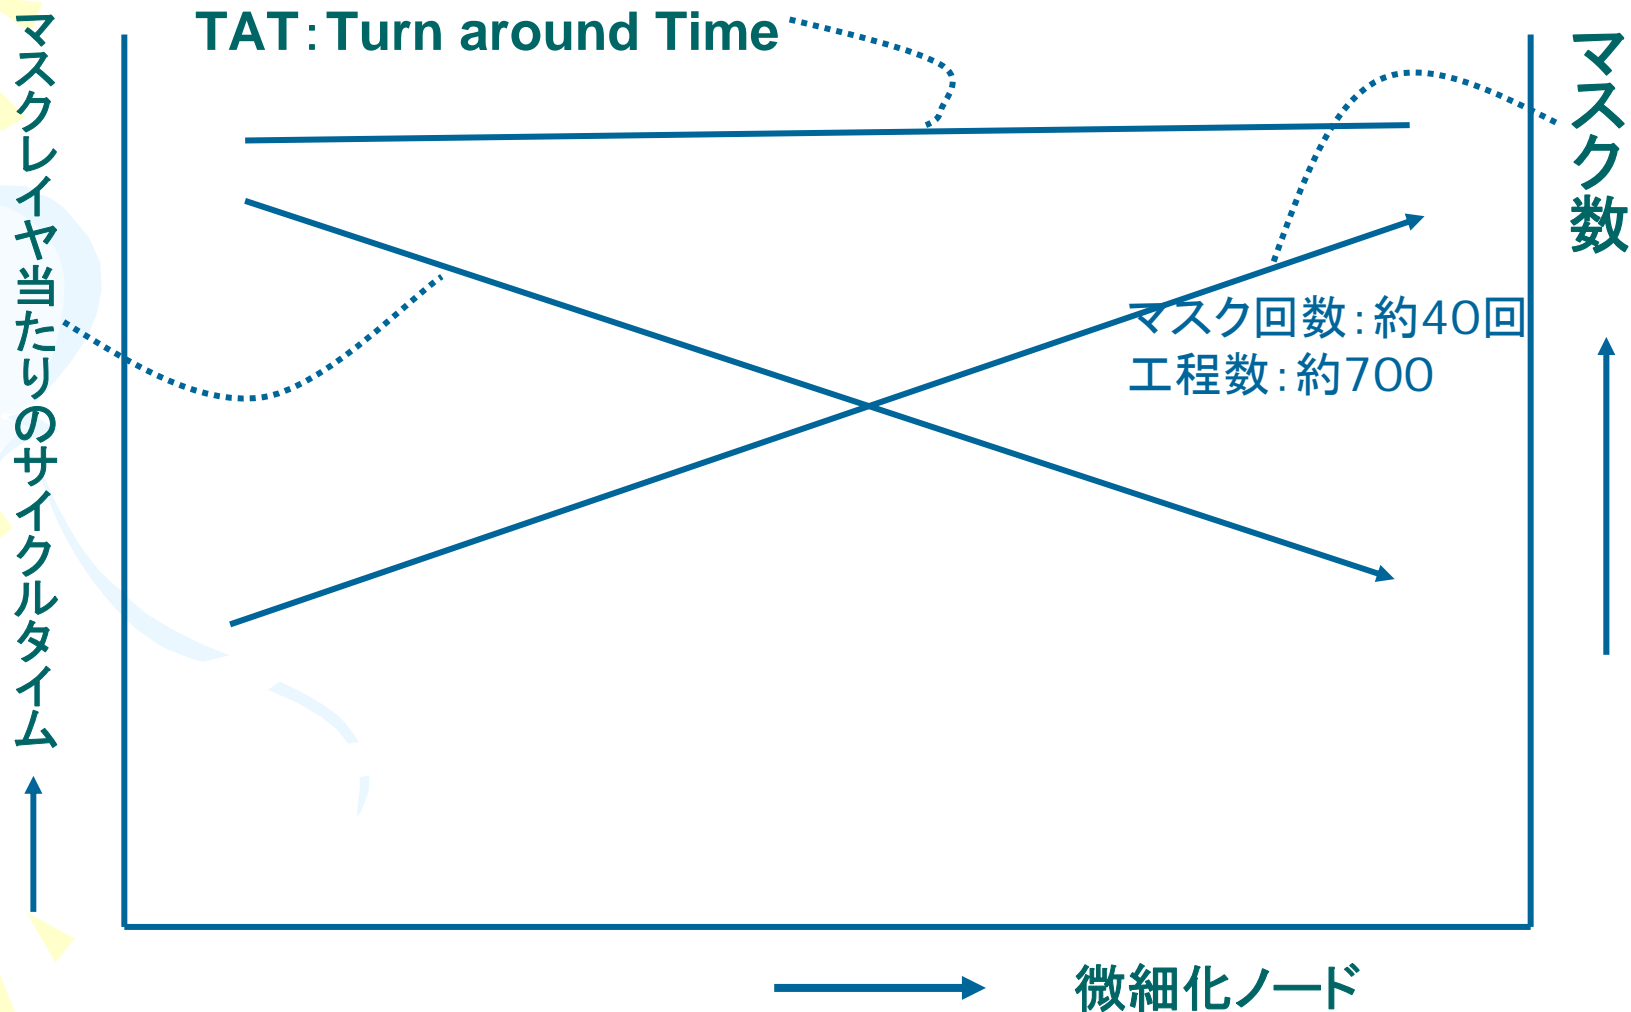 TAT：Turn around Time
マスクレイヤ当たりのサイクルタイム
マスク数
マスク回数：約40回
工程数：約700
微細化ノード